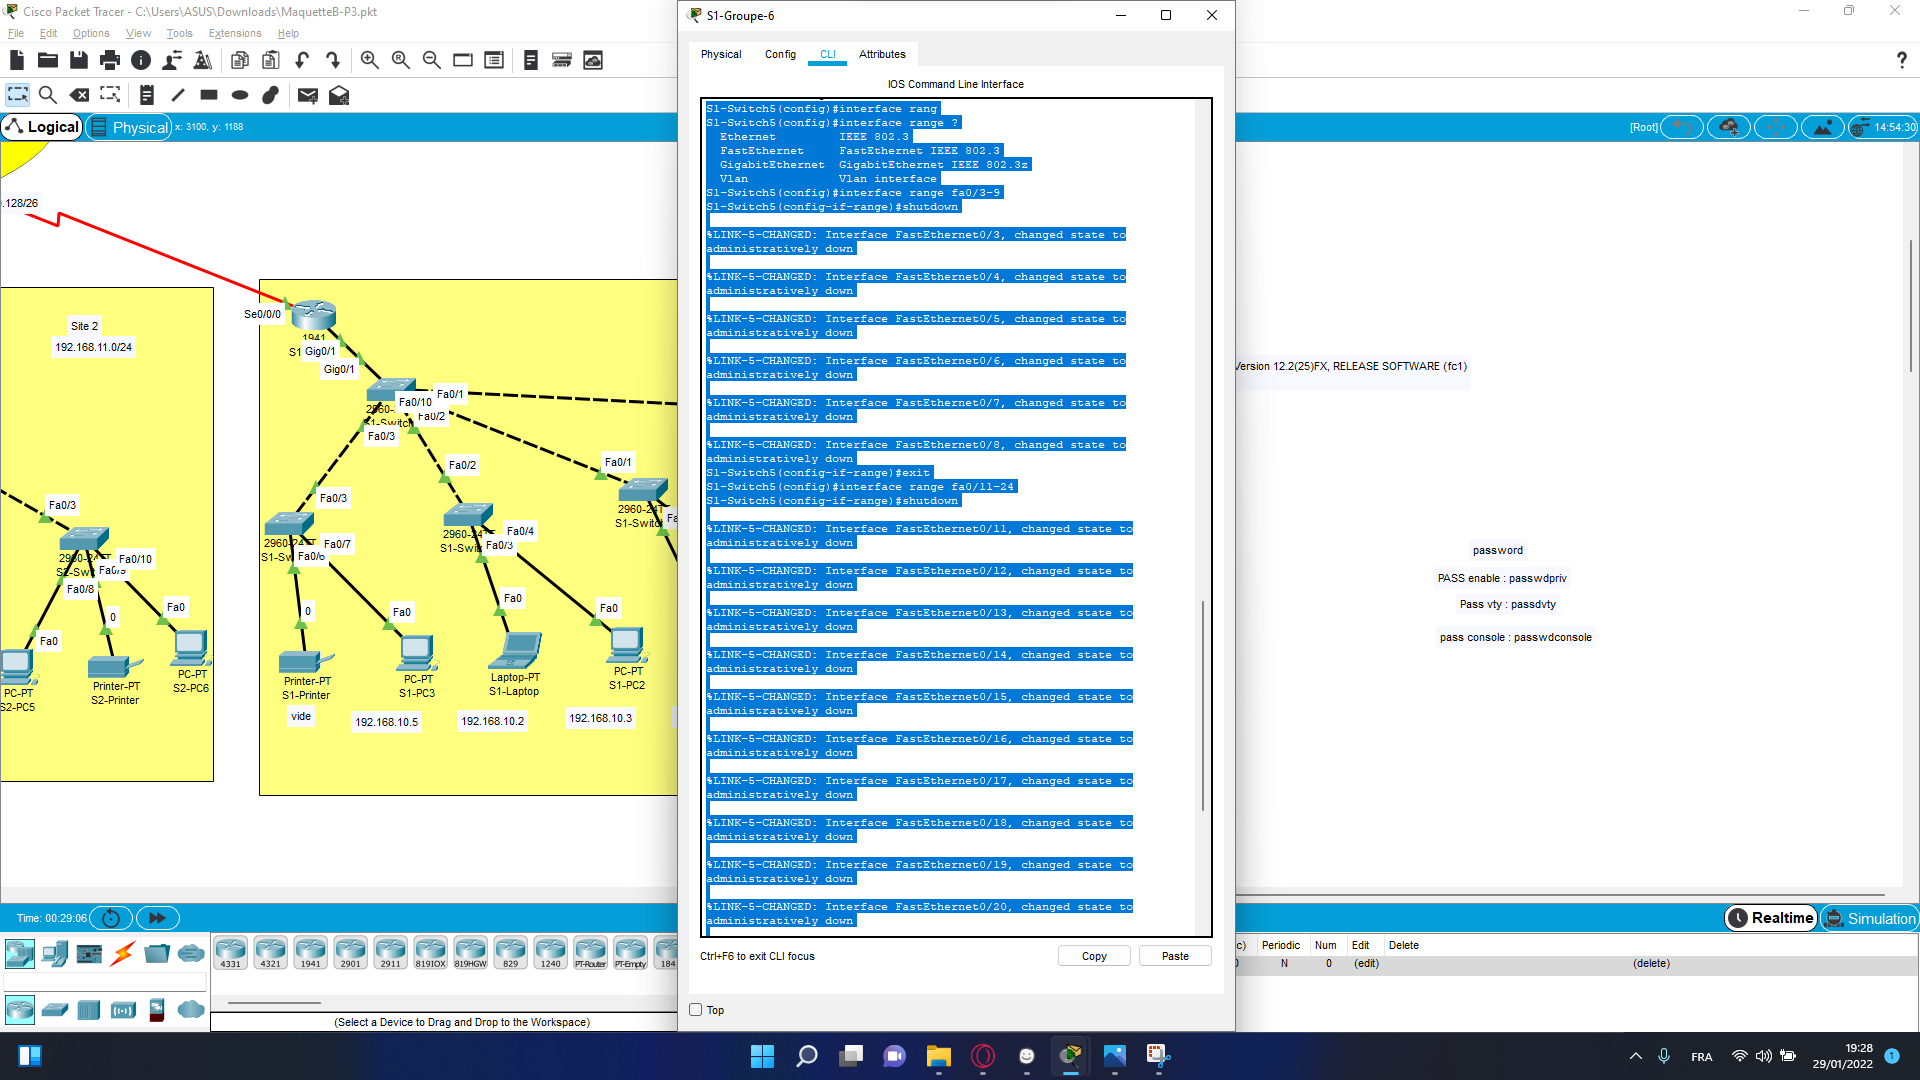 Cisco Packet Tracer - C:\Users\ASUS\Downloads\MaquetteB-P3.pkt
File Edit Options View Tools Extensions Help
Logical
Physical
x: 3100, y: 1188
[Root]
14:54:30
.128/26
Site 2
192.168.11.0/24
Se0/0/0
1941
S1
Gig0/1
Gig0/1
Fa0/10
Fa0/1
2960-
Fa0/2
S1-Switch
Fa0/3
Fa0/2
Fa0/1
Fa0/3
Fa0/3
2960-24T
S1-Switc
Fa
2960-24TT
S1-Sw
Fa0/6
Fa0/7
2960-24
S1-Swit
Fa0/3
Fa0/4
2960-24TT
S2-Swi
Fa0/9
Fa0/10
Fa0/8
0
Fa0
Fa0
0
Fa0
Fa0
Fa0
PC-PT
S2-PC5
Printer-PT
S2-Printer
PC-PT
S2-PC6
Printer-PT
S1-Printer
PC-PT
S1-PC3
Laptop-PT
S1-Laptop
PC-PT
S1-PC2
vide
192.168.10.5
192.168.10.2
192.168.10.3
S1-Groupe-6
Physical Config CLI Attributes
IOS Command Line Interface
S1-Switch5(config)#interface rang
S1-Switch5(config)#interface range ?
Ethernet IEEE 802.3
FastEthernet FastEthernet IEEE 802.3
GigabitEthernet GigabitEthernet IEEE 802.3z
Vlan Vlan interface
S1-Switch5(config)#interface range fa0/3-9
S1-Switch5(config-if-range)#shutdown
%LINK-5-CHANGED: Interface FastEthernet0/3, changed state to
administratively down
%LINK-5-CHANGED: Interface FastEthernet0/4, changed state to
administratively down
%LINK-5-CHANGED: Interface FastEthernet0/5, changed state to
administratively down
%LINK-5-CHANGED: Interface FastEthernet0/6, changed state to
administratively down
%LINK-5-CHANGED: Interface FastEthernet0/7, changed state to
administratively down
%LINK-5-CHANGED: Interface FastEthernet0/8, changed state to
administratively down
S1-Switch5(config-if-range)#exit
S1-Switch5(config)#interface range fa0/11-24
S1-Switch5(config-if-range)#shutdown
%LINK-5-CHANGED: Interface FastEthernet0/11, changed state to
administratively down
%LINK-5-CHANGED: Interface FastEthernet0/12, changed state to
administratively down
%LINK-5-CHANGED: Interface FastEthernet0/13, changed state to
administratively down
%LINK-5-CHANGED: Interface FastEthernet0/14, changed state to
administratively down
%LINK-5-CHANGED: Interface FastEthernet0/15, changed state to
administratively down
%LINK-5-CHANGED: Interface FastEthernet0/16, changed state to
administratively down
%LINK-5-CHANGED: Interface FastEthernet0/17, changed state to
administratively down
%LINK-5-CHANGED: Interface FastEthernet0/18, changed state to
administratively down
%LINK-5-CHANGED: Interface FastEthernet0/19, changed state to
administratively down
%LINK-5-CHANGED: Interface FastEthernet0/20, changed state to
administratively down
Ctrl+F6 to exit CLI focus
Copy
Paste
Top
Version 12.2(25)FX, RELEASE SOFTWARE (fc1)
password
PASS enable : passwdpriv
Pass vty : passdvty
pass console : passwdconsole
Time: 00:29:06
Realtime
Simulation
4331 4321 1941 2901 2911 819IOX 819HGW 829 1240 PT-Router PT-Empty 184
(Select a Device to Drag and Drop to the Workspace)
c) Periodic Num Edit Delete
N 0 (edit) (delete)
FRA
19:28
29/01/2022
1